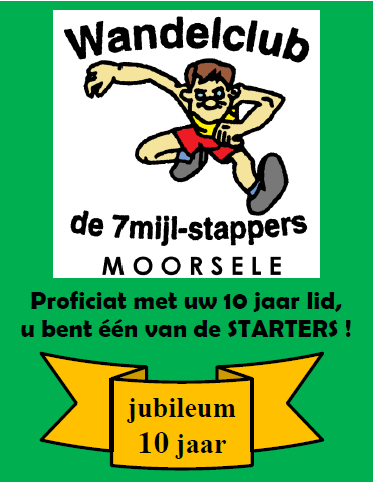 Wandelclub
de 7mijl-stappers
MOORSELE
Proficiat met uw 10 jaar lid,
u bent één van de STARTERS !
jubileum
10 jaar